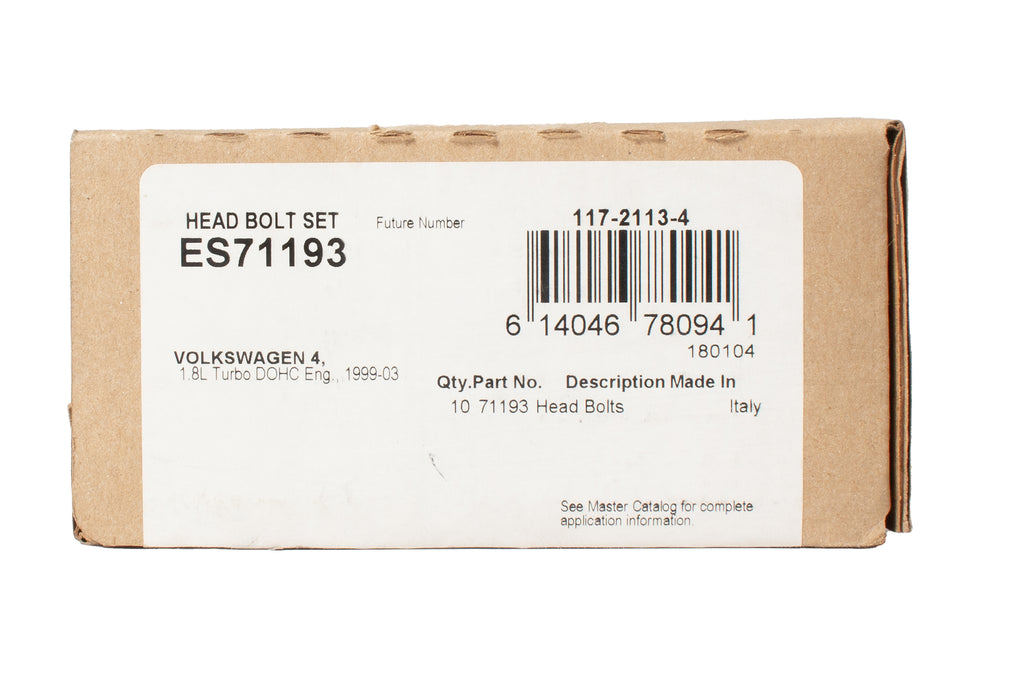 HEAD BOLT SET
ES71193
Future Number
117-2113-4
6 14046 78094 1
180104
VOLKSWAGEN 4,
1.8L Turbo DOHC Eng., 1999-03
Qty.Part No. Description Made In
10 71193 Head Bolts Italy
See Master Catalog for complete
application information.